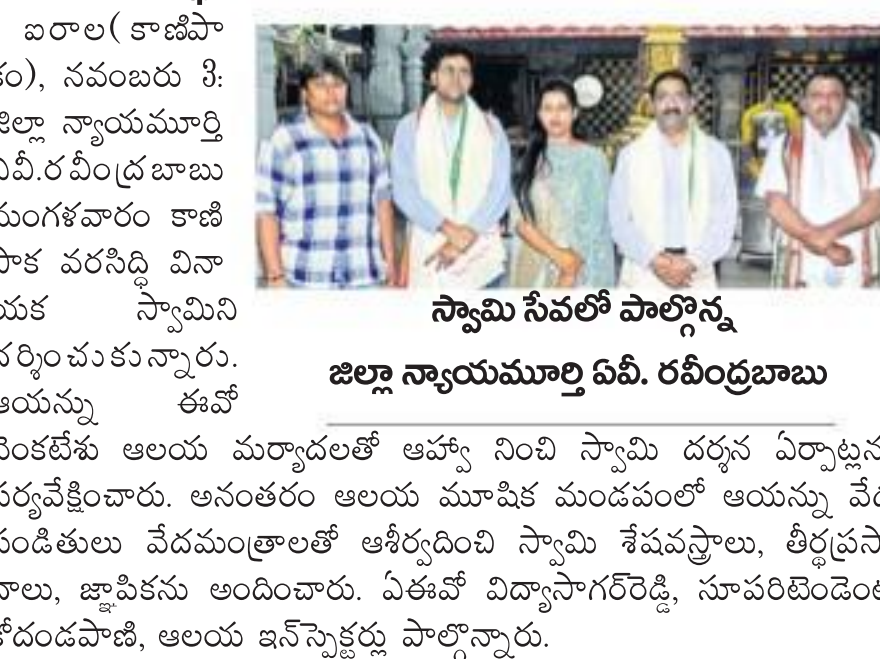 ఐరాల( కాణిపా
కం), నవంబరు 3:
జిల్లా న్యాయమూర్తి
ఏవీ.రవీంద్రబాబు
మంగళవారం కాణి
పాక వరసిద్ధి వినా
యక స్వామిని
దర్శించుకున్నారు.
ఆయన్ను ఈవో
వెంకటేశు ఆలయ మర్యాదలతో ఆహ్వా నించి స్వామి దర్శన ఏర్పాట్లను
పర్యవేక్షించారు. అనంతరం ఆలయ మూషిక మండపంలో ఆయన్ను వేద
పండితులు వేదమంత్రాలతో ఆశీర్వదించి స్వామి శేషవస్త్రాలు, తీర్థప్రసా
దాలు, జ్ఞాపికను అందించారు. ఏఈవో విద్యాసాగర్‌రెడ్డి, సూపరిటెండెంట్
కోదండపాణి, ఆలయ ఇన్‌స్పెక్టర్లు పాల్గొన్నారు.
స్వామి సేవలో పాల్గొన్న
జిల్లా న్యాయమూర్తి ఏవీ. రవీంద్రబాబు